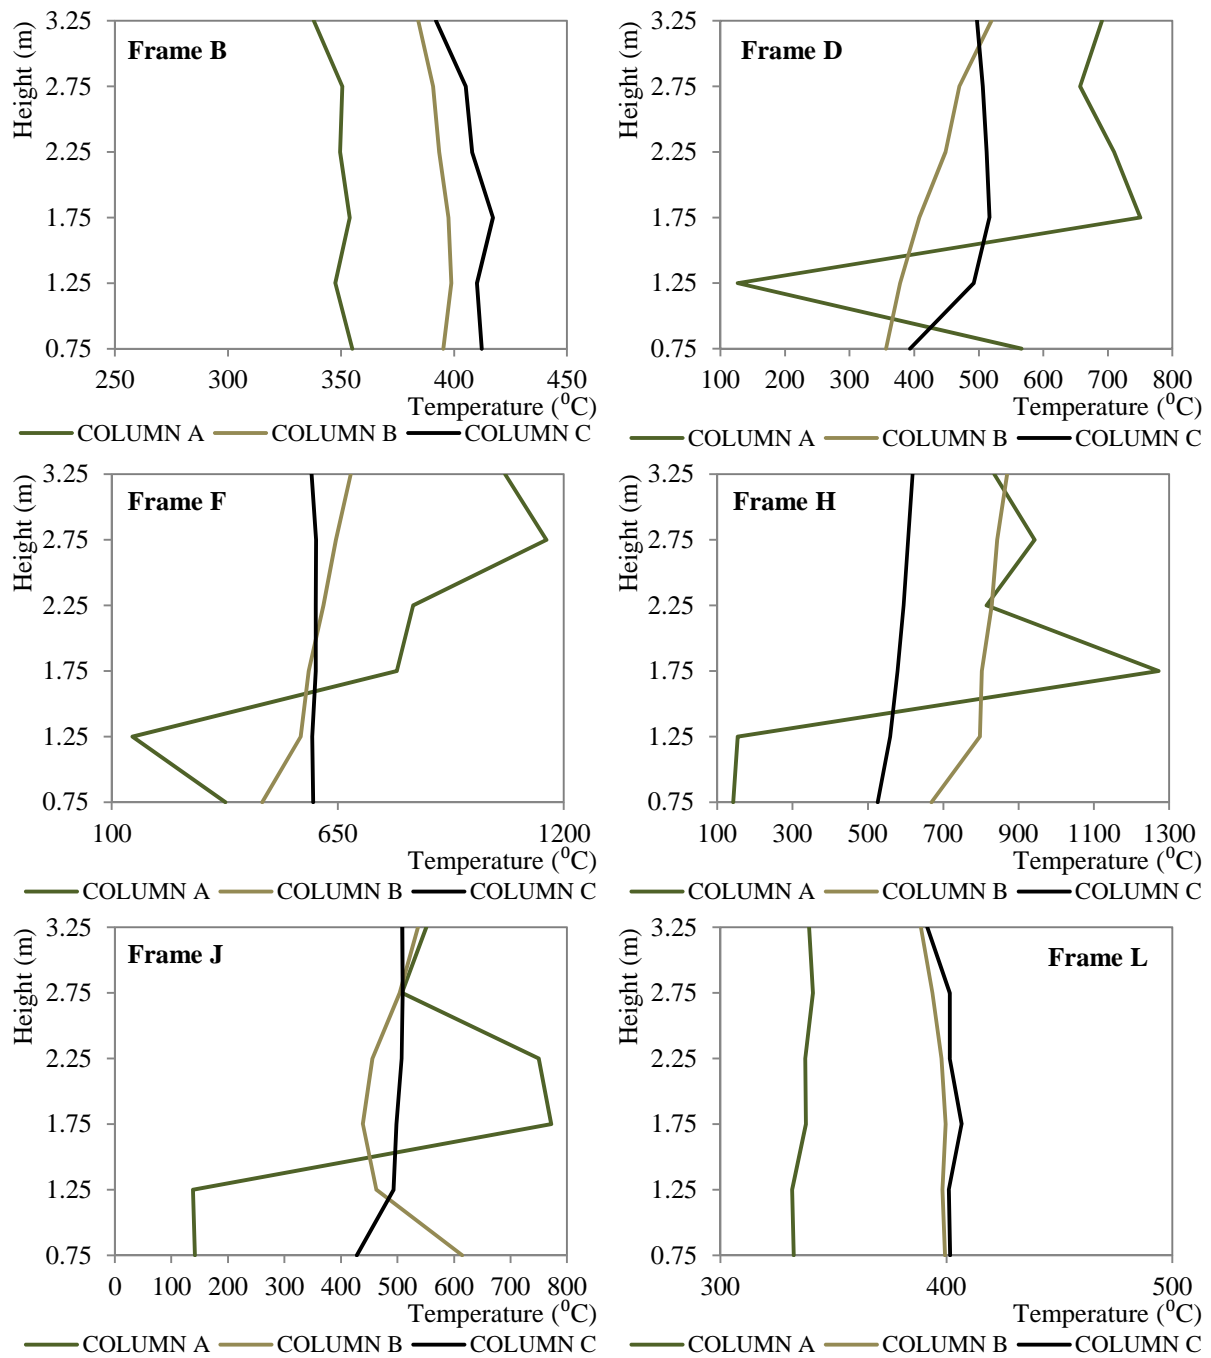 Frame B
Height (m)
3.25
2.75
2.25
1.75
1.25
0.75
250 300 350 400 450
Temperature (⁰C)
COLUMN A COLUMN B COLUMN C
Frame D
Height (m)
3.25
2.75
2.25
1.75
1.25
0.75
100 200 300 400 500 600 700 800
Temperature (⁰C)
COLUMN A COLUMN B COLUMN C
Frame F
Height (m)
3.25
2.75
2.25
1.75
1.25
0.75
100 650 1200
Temperature (⁰C)
COLUMN A COLUMN B COLUMN C
Frame H
Height (m)
3.25
2.75
2.25
1.75
1.25
0.75
100 300 500 700 900 1100 1300
Temperature (⁰C)
COLUMN A COLUMN B COLUMN C
Frame J
Height (m)
3.25
2.75
2.25
1.75
1.25
0.75
0 100 200 300 400 500 600 700 800
Temperature (⁰C)
COLUMN A COLUMN B COLUMN C
Frame L
Height (m)
3.25
2.75
2.25
1.75
1.25
0.75
300 400 500
Temperature (⁰C)
COLUMN A COLUMN B COLUMN C